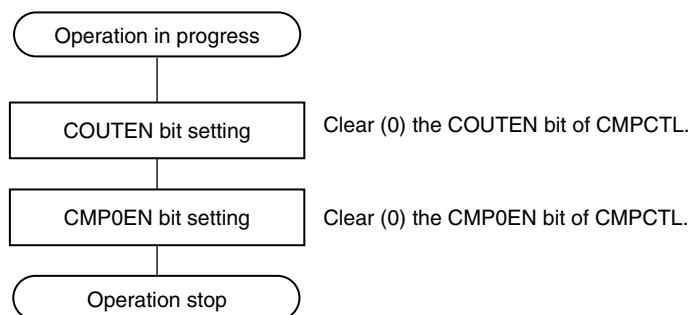 Operation in progress
COUTEN bit setting
Clear (0) the COUTEN bit of CMPCTL.
CMP0EN bit setting
Clear (0) the CMP0EN bit of CMPCTL.
Operation stop